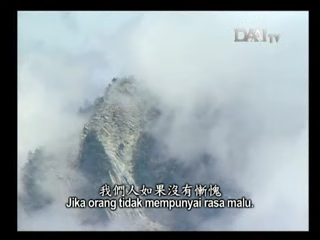 DAAI TV
我們人如果沒有慚愧
Jika orang tidak mempunyai rasa malu.